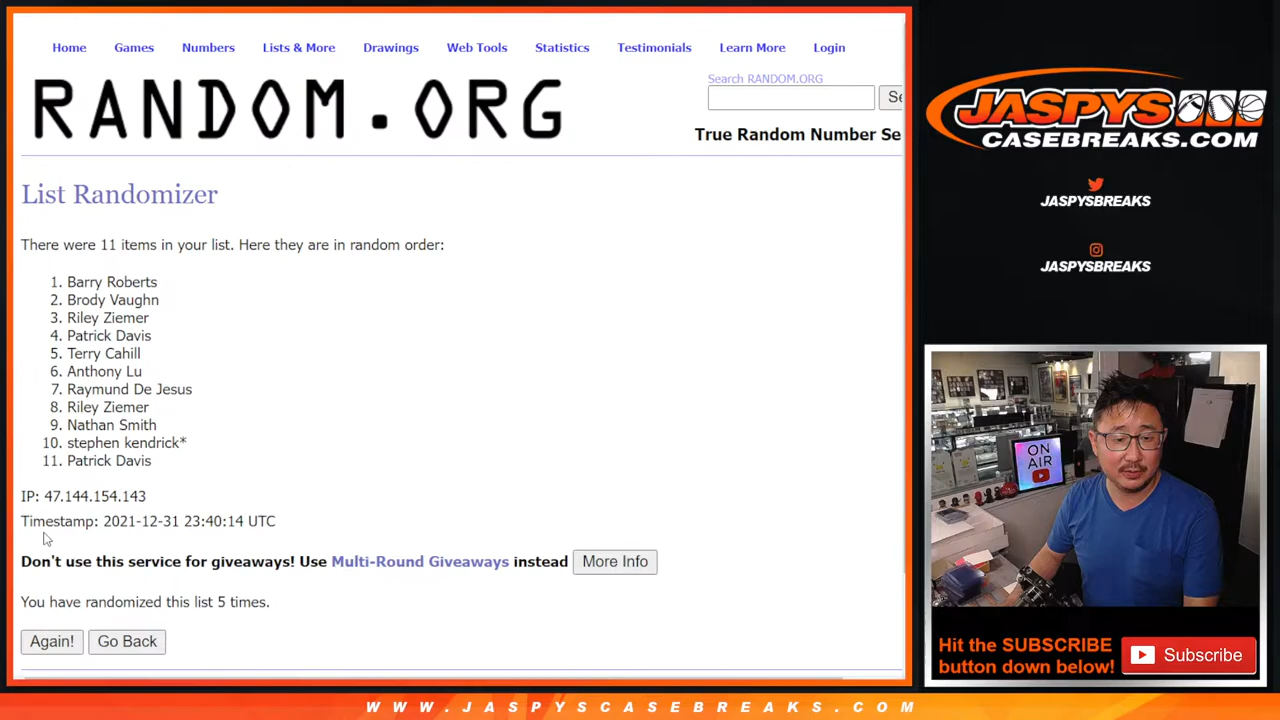 Home Games Numbers Lists & More Drawings Web Tools Statistics Testimonials Learn More Login
RANDOM.ORG
Search RANDOM.ORG
Se
True Random Number Se
List Randomizer
There were 11 items in your list. Here they are in random order:
1. Barry Roberts
2. Brody Vaughn
3. Riley Ziemer
4. Patrick Davis
5. Terry Cahill
6. Anthony Lu
7. Raymund De Jesus
8. Riley Ziemer
9. Nathan Smith
10. stephen kendrick*
11. Patrick Davis
IP: 47.144.154.143
Timestamp: 2021-12-31 23:40:14 UTC
Don't use this service for giveaways! Use Multi-Round Giveaways instead More Info
You have randomized this list 5 times.
Again! Go Back
JASPYS
CASEBREAKS.COM
JASPYSBREAKS
JASPYSBREAKS
ON
AIR
Hit the SUBSCRIBE
button down below!
Subscribe
WWW.JASPYSCASEBREAKS.COM